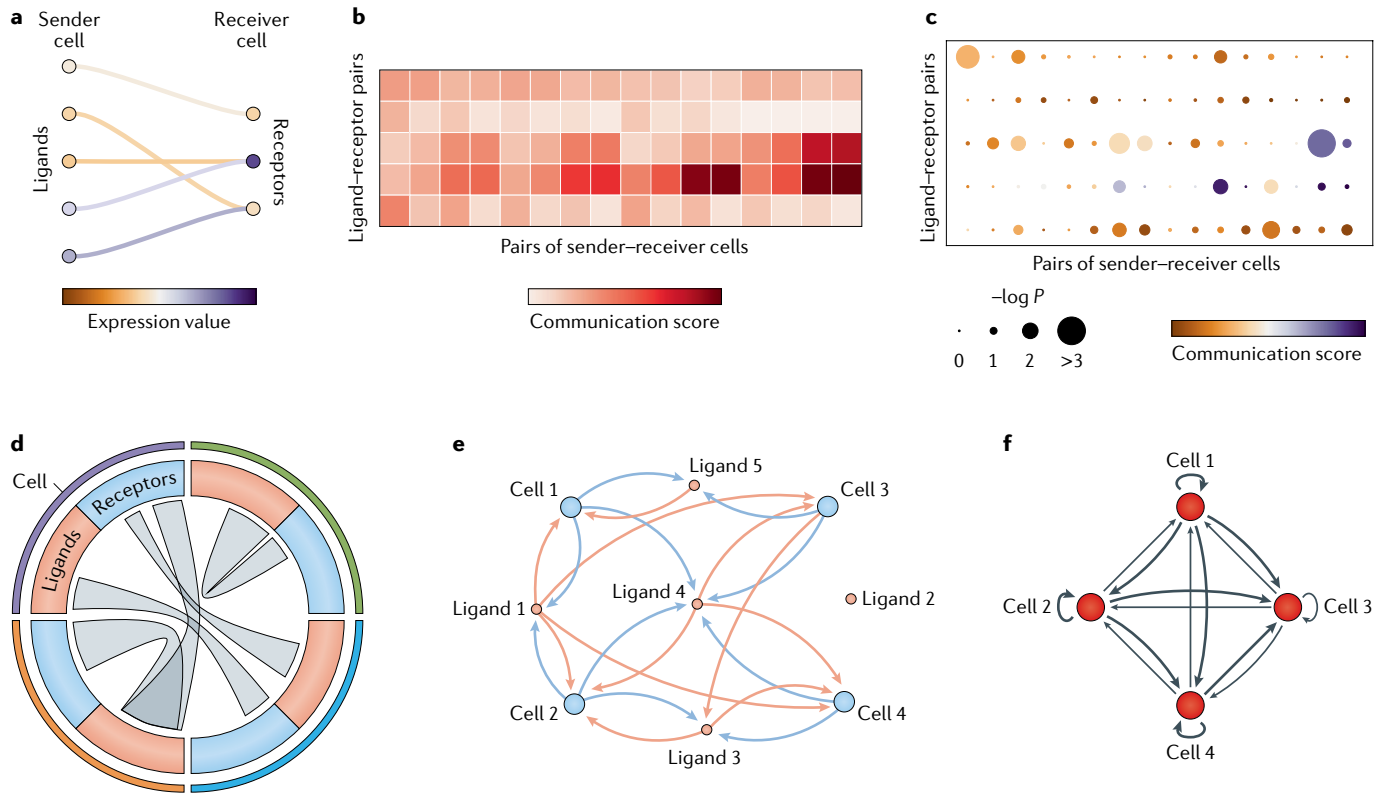 a
Sender
cell
Receiver
cell
Ligands
Receptors
Expression value
b
Ligand–receptor pairs
Pairs of sender–receiver cells
Communication score
c
Ligand–receptor pairs
Pairs of sender–receiver cells
–log P
0 1 2 >3
Communication score
d
Cell
Receptors
Ligands
e
Ligand 5
Cell 1
Cell 3
Ligand 4
Ligand 2
Ligand 1
Cell 2
Cell 4
Ligand 3
f
Cell 1
Cell 2
Cell 3
Cell 4